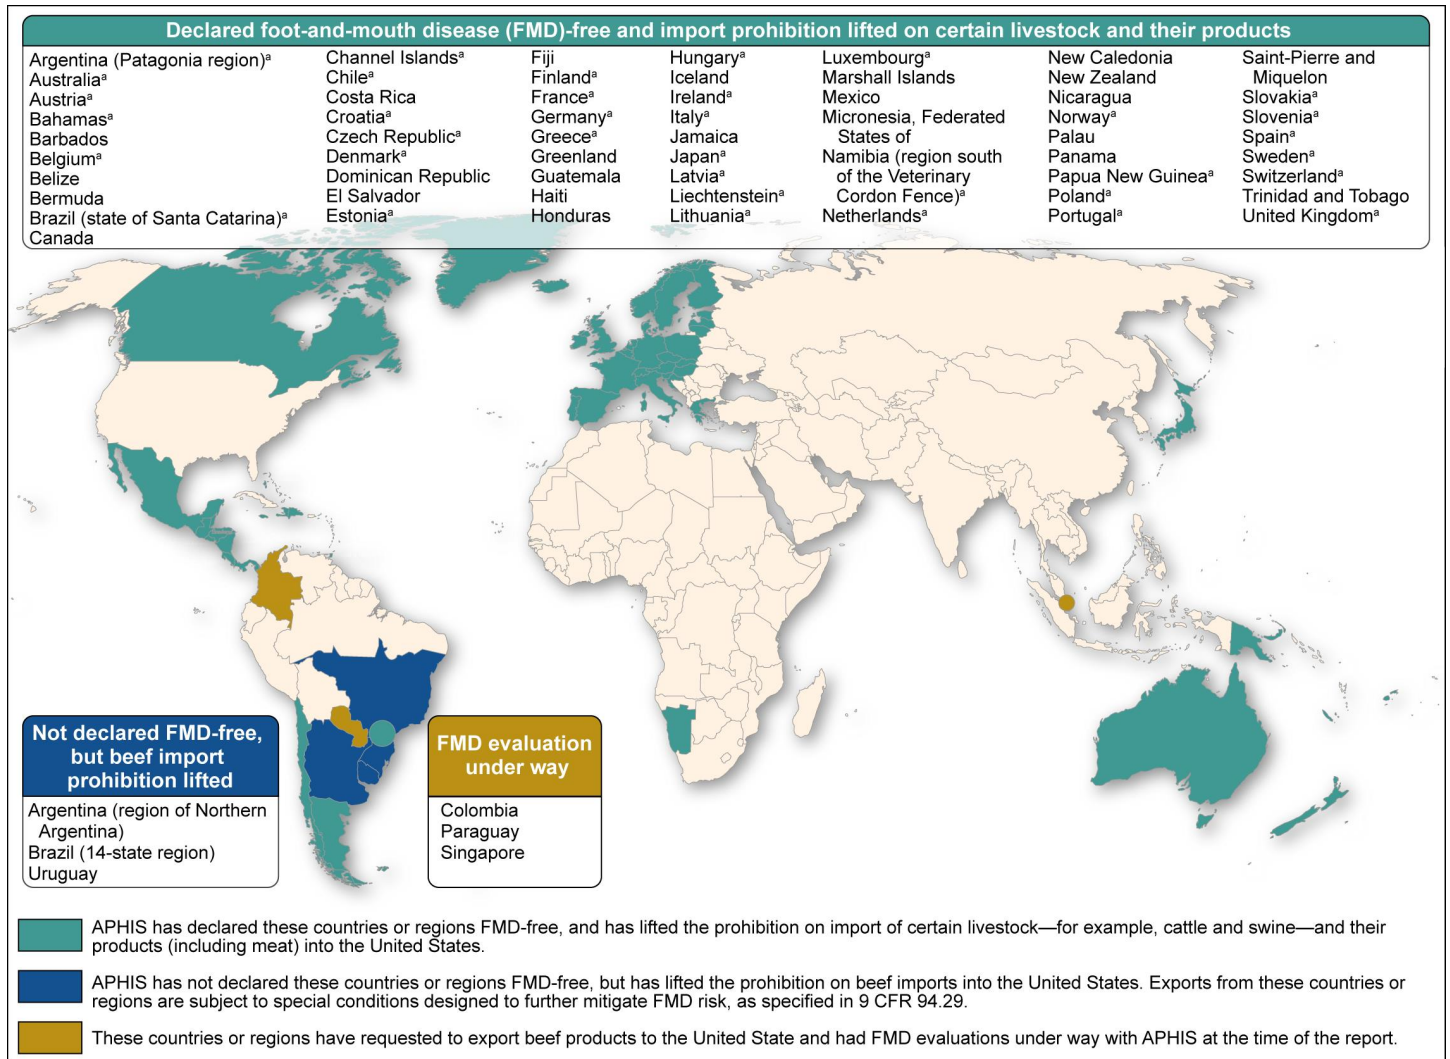 Declared foot-and-mouth disease (FMD)-free and import prohibition lifted on certain livestock and their products
Argentina (Patagonia region)ª
Australiaª
Austriaª
Bahamasª
Barbados
Belgiumª
Belize
Bermuda
Brazil (state of Santa Catarina)ª
Canada
Channel Islandsª
Chileª
Costa Rica
Croatiaª
Czech Republicª
Denmarkª
Dominican Republic
El Salvador
Estoniaª
Fiji
Finlandª
Franceª
Germanyª
Greeceª
Greenland
Guatemala
Haiti
Honduras
Hungaryª
Iceland
Irelandª
Italyª
Jamaica
Japanª
Latviaª
Liechtensteinª
Lithuaniaª
Luxembourgª
Marshall Islands
Mexico
Micronesia, Federated
States of
Namibia (region south
of the Veterinary
Cordon Fence)ª
Netherlandsª
New Caledonia
New Zealand
Nicaragua
Norwayª
Palau
Panama
Papua New Guineaª
Polandª
Portugalª
Saint-Pierre and
Miquelon
Slovakiaª
Sloveniaª
Spainª
Swedenª
Switzerlandª
Trinidad and Tobago
United Kingdomª
Not declared FMD-free,
but beef import
prohibition lifted
Argentina (region of Northern
Argentina)
Brazil (14-state region)
Uruguay
FMD evaluation
under way
Colombia
Paraguay
Singapore
APHIS has declared these countries or regions FMD-free, and has lifted the prohibition on import of certain livestock—for example, cattle and swine—and their
products (including meat) into the United States.
APHIS has not declared these countries or regions FMD-free, but has lifted the prohibition on beef imports into the United States. Exports from these countries or
regions are subject to special conditions designed to further mitigate FMD risk, as specified in 9 CFR 94.29.
These countries or regions have requested to export beef products to the United State and had FMD evaluations under way with APHIS at the time of the report.